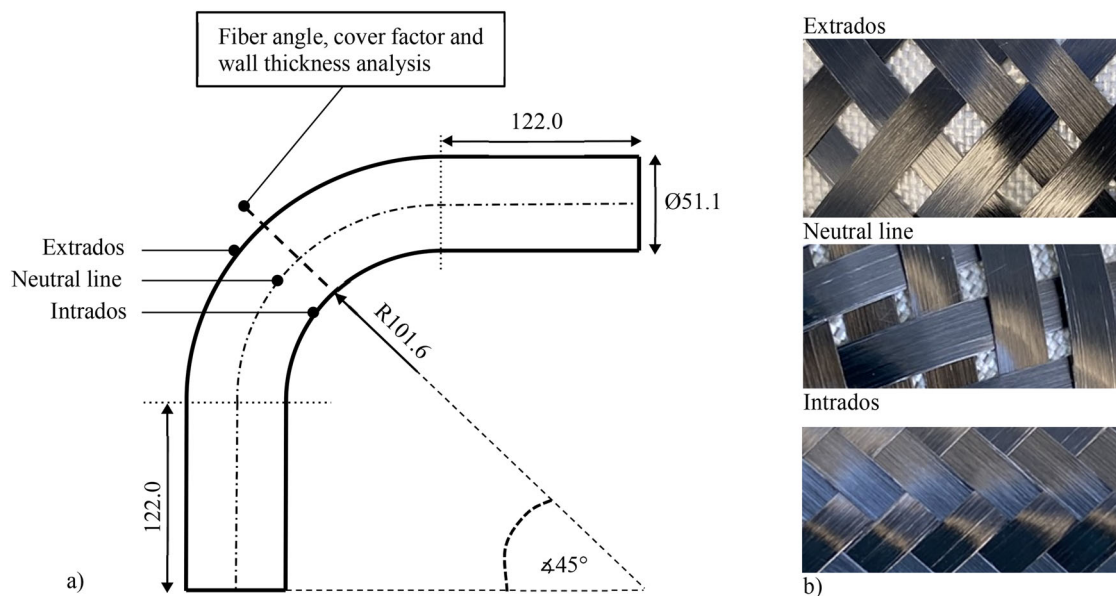 Fiber angle, cover factor and
wall thickness analysis
122.0
Ø51.1
Extrados
Neutral line
Intrados
R101.6
122.0
∡45°
a)
Extrados
Neutral line
Intrados
b)